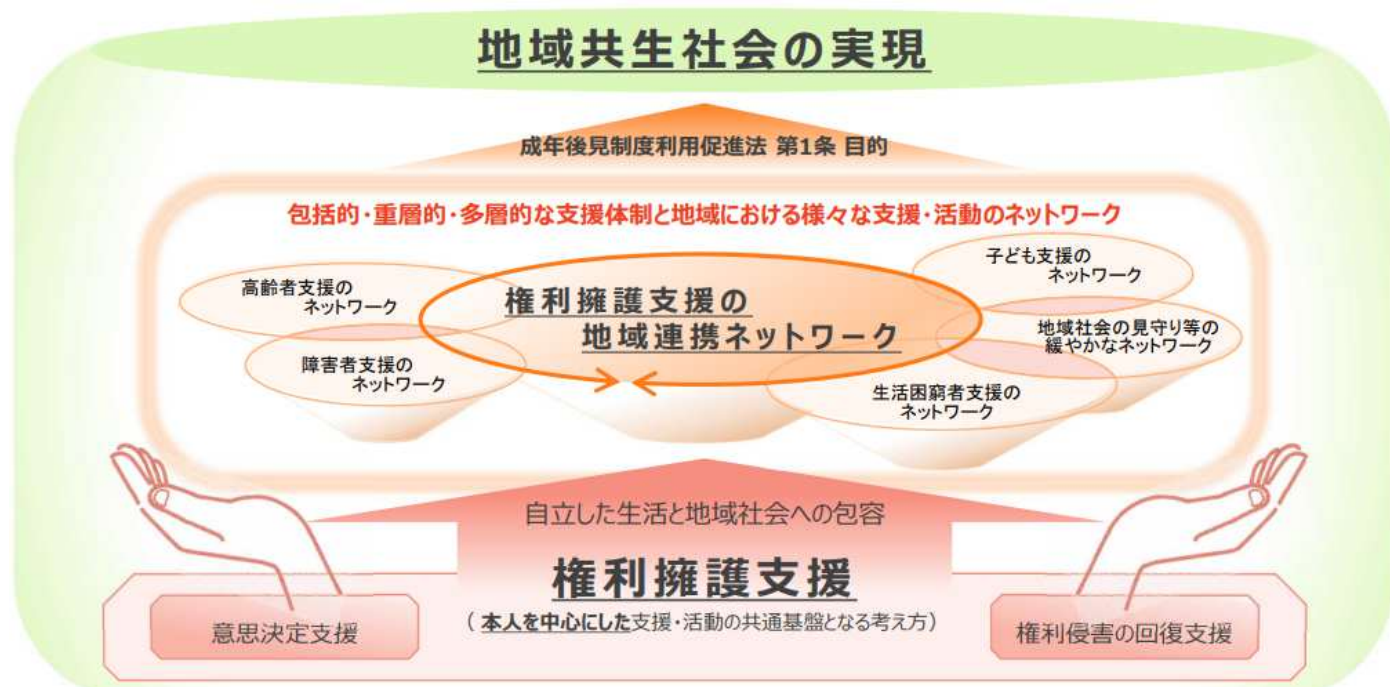 地域共生社会の実現
成年後見制度利用促進法 第1条 目的
包括的・重層的・多層的な支援体制と地域における様々な支援・活動のネットワーク
高齢者支援の
ネットワーク
障害者支援の
ネットワーク
権利擁護支援の
地域連携ネットワーク
子ども支援の
ネットワーク
地域社会の見守り等の
緩やかなネットワーク
生活困窮者支援の
ネットワーク
自立した生活と地域社会への包容
権利擁護支援
（本人を中心にした支援・活動の共通基盤となる考え方）
意思決定支援
権利侵害の回復支援